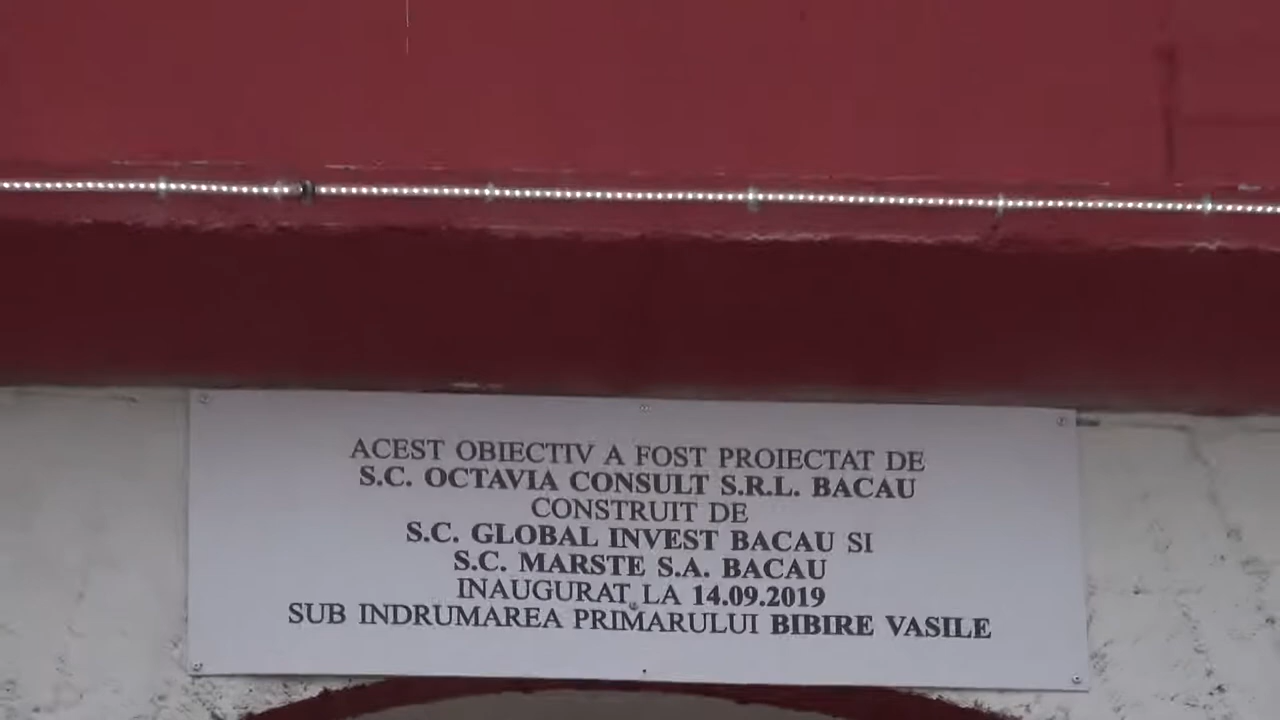 ACEST OBIECTIV A FOST PROIECTAT DE
S.C. OCTAVIA CONSULT S.R.L. BACAU
CONSTRUIT DE
S.C. GLOBAL INVEST BACAU SI
S.C. MARSTE S.A. BACAU
INAUGURAT LA 14.09.2019
SUB INDRUMAREA PRIMARULUI BIBIRE VASILE